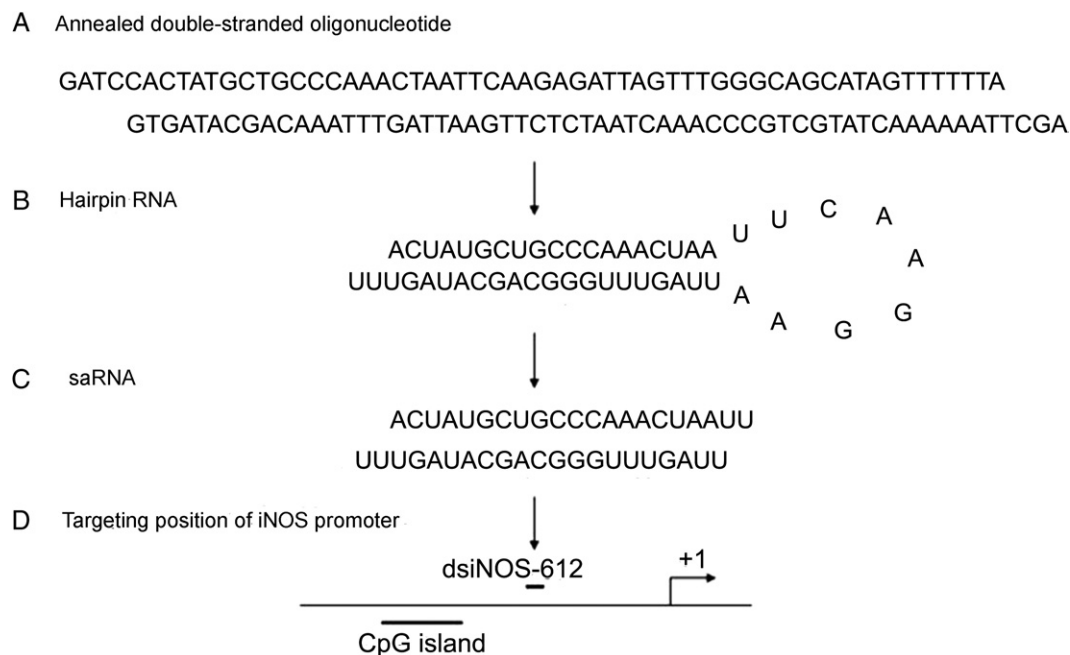 A Annealed double-stranded oligonucleotide
GATCCACTATGCTGCCCAAACTAATTCAAGAGATTAGTTTGGGCAGCATAGTTTTTTA
GTGATACGACAAATTTGATTAAGTTCTCTAATCAAACCCGTCGTATCAAAAAATTCGA
B Hairpin RNA
ACUAUGCUGCCCAAACUAA U U C A A G G A A
UUUGAUACGACGGGUUUGAUU
C saRNA
ACUAUGCUGCCCAAACUAAUU
UUUGAUACGACGGGUUUGAUU
D Targeting position of iNOS promoter
dsiNOS-612 +1
CpG island